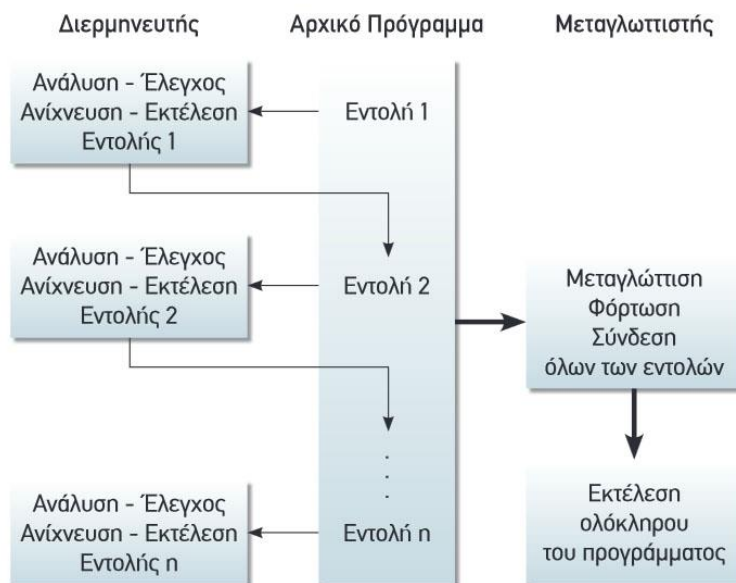 Διερμηνευτής
Αρχικό Πρόγραμμα
Μεταγλωττιστής
Ανάλυση - Έλεγχος
Ανίχνευση - Εκτέλεση
Εντολής 1
Εντολή 1
Ανάλυση - Έλεγχος
Ανίχνευση - Εκτέλεση
Εντολής 2
Εντολή 2
Μεταγλώττιση
Φόρτωση
Σύνδεση
όλων των εντολών
.
.
.
.
Ανάλυση - Έλεγχος
Ανίχνευση - Εκτέλεση
Εντολής n
Εντολή n
Εκτέλεση
ολόκληρου
του προγράμματος